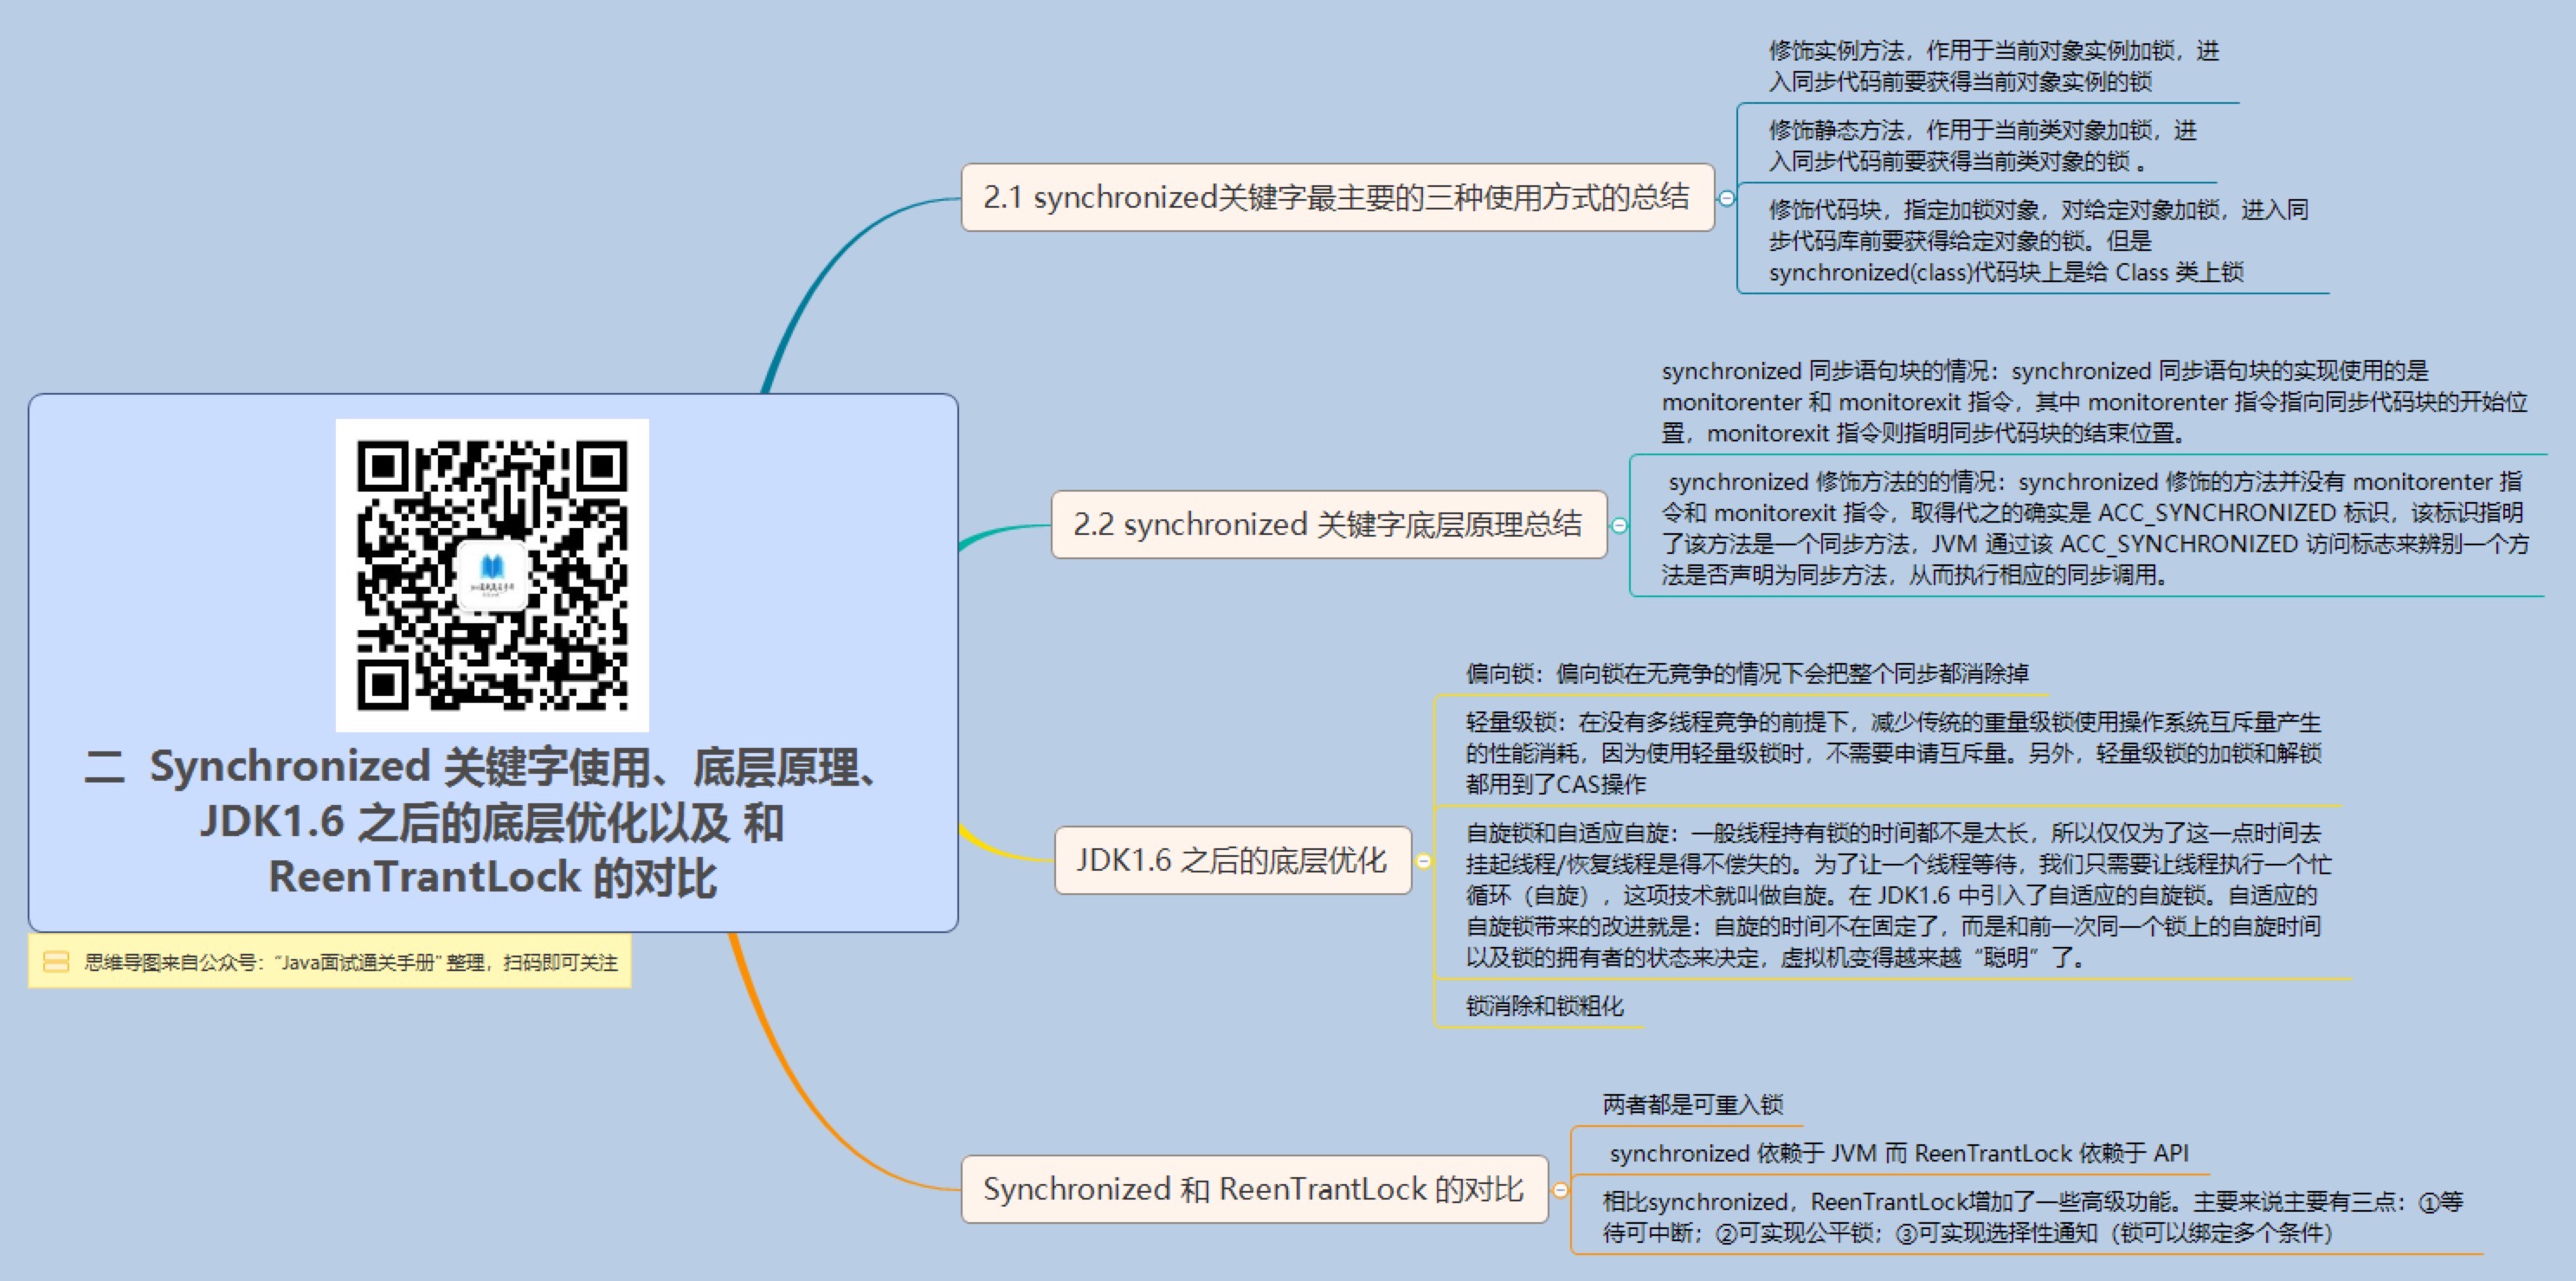 修饰实例方法，作用于当前对象实例加锁，进
入同步代码前要获得当前对象实例的锁
修饰静态方法，作用于当前类对象加锁，进
入同步代码前要获得当前类对象的锁 。
2.1 synchronized关键字最主要的三种使用方式的总结
修饰代码块，指定加锁对象，对给定对象加锁，进入同
步代码库前要获得给定对象的锁。但是
synchronized(class)代码块上是给 Class 类上锁
synchronized 同步语句块的情况：synchronized 同步语句块的实现使用的是
monitorenter 和 monitorexit 指令，其中 monitorenter 指令指向同步代码块的开始位
置，monitorexit 指令则指明同步代码块的结束位置。
2.2 synchronized 关键字底层原理总结
synchronized 修饰方法的的情况：synchronized 修饰的方法并没有 monitorenter 指
令和 monitorexit 指令，取得代之的确实是 ACC_SYNCHRONIZED 标识，该标识指明
了该方法是一个同步方法，JVM 通过该 ACC_SYNCHRONIZED 访问标志来辨别一个方
法是否声明为同步方法，从而执行相应的同步调用。
二 Synchronized 关键字使用、底层原理、
JDK1.6 之后的底层优化以及 和
ReenTrantLock 的对比
思维导图来自公众号：“Java面试通关手册” 整理，扫码即可关注
偏向锁：偏向锁在无竞争的情况下会把整个同步都消除掉
轻量级锁：在没有多线程竞争的前提下，减少传统的重量级锁使用操作系统互斥量产生
的性能消耗，因为使用轻量级锁时，不需要申请互斥量。另外，轻量级锁的加锁和解锁
都用到了CAS操作
JDK1.6 之后的底层优化
自旋锁和自适应自旋：一般线程持有锁的时间都不是太长，所以仅仅为了这一点时间去
挂起线程/恢复线程是得不偿失的。为了让一个线程等待，我们只需要让线程执行一个忙
循环（自旋），这项技术就叫做自旋。在 JDK1.6 中引入了自适应的自旋锁。自适应的
自旋锁带来的改进就是：自旋的时间不在固定了，而是和前一次同一个锁上的自旋时间
以及锁的拥有者的状态来决定，虚拟机变得越来越“聪明”了。
锁消除和锁粗化
两者都是可重入锁
synchronized 依赖于 JVM 而 ReenTrantLock 依赖于 API
Synchronized 和 ReenTrantLock 的对比
相比synchronized，ReenTrantLock增加了一些高级功能。主要来说主要有三点：①等
待可中断；②可实现公平锁；③可实现选择性通知（锁可以绑定多个条件）